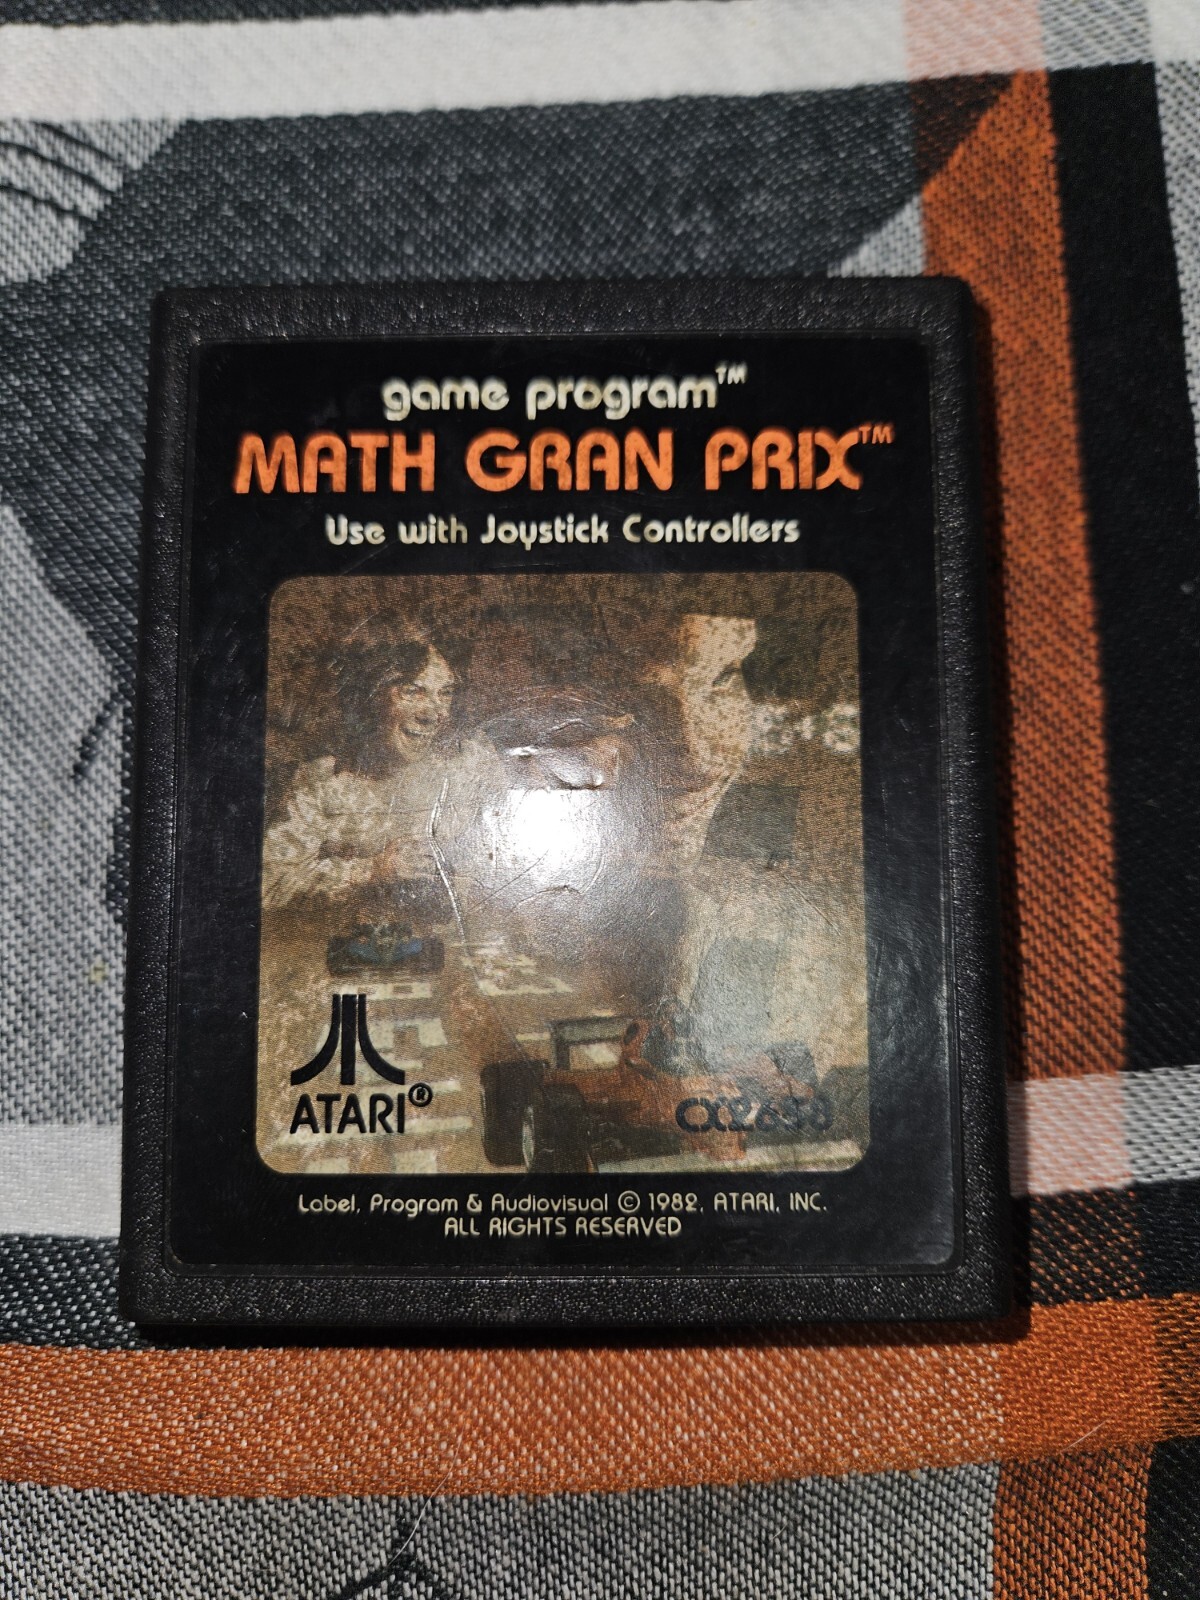 game program™
MATH GRAN PRIX™
Use with Joystick Controllers
ATARI®
CX2658
Label, Program & Audiovisual © 1982, ATARI, INC.
ALL RIGHTS RESERVED